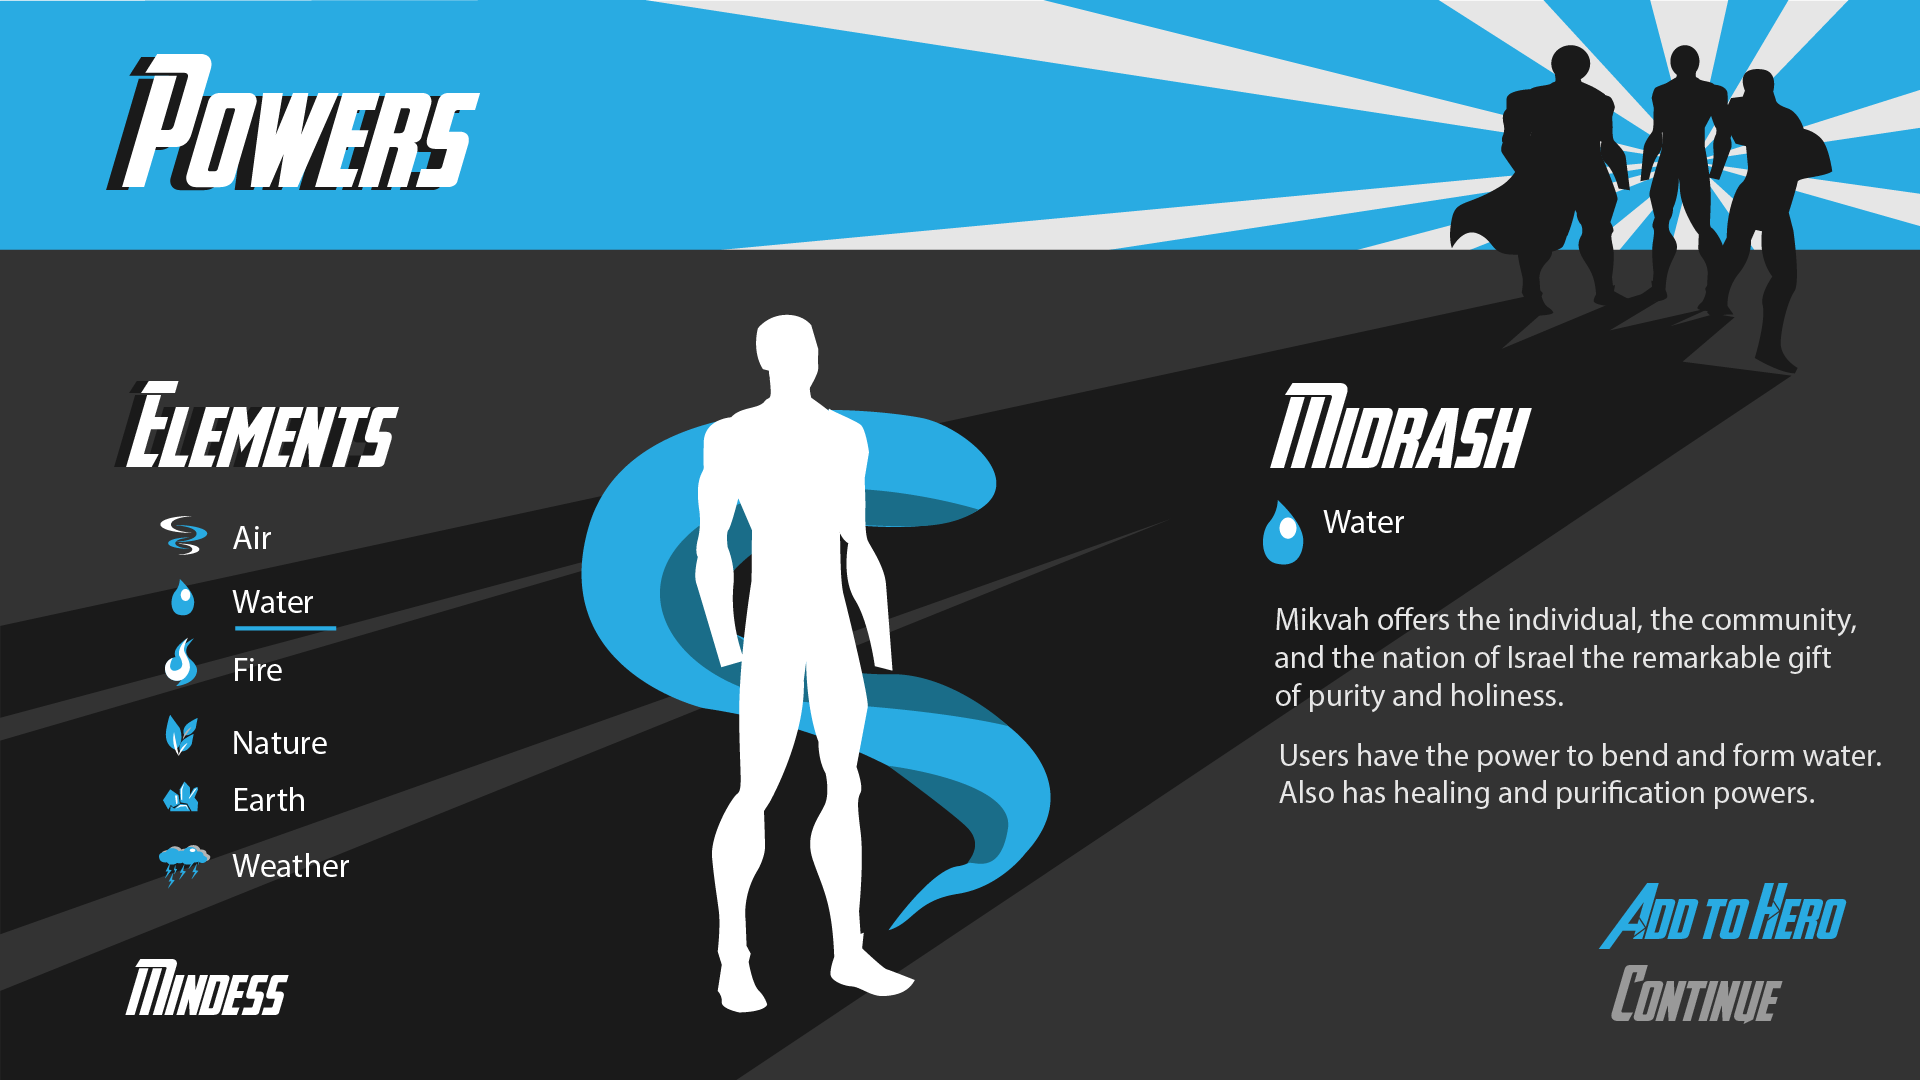 Powers
Elements
Air
Water
Fire
Nature
Earth
Weather
Mindess
Midrash
Water
Mikvah offers the individual, the community,
and the nation of Israel the remarkable gift
of purity and holiness.
Users have the power to bend and form water.
Also has healing and purification powers.
Add to Hero
Continue